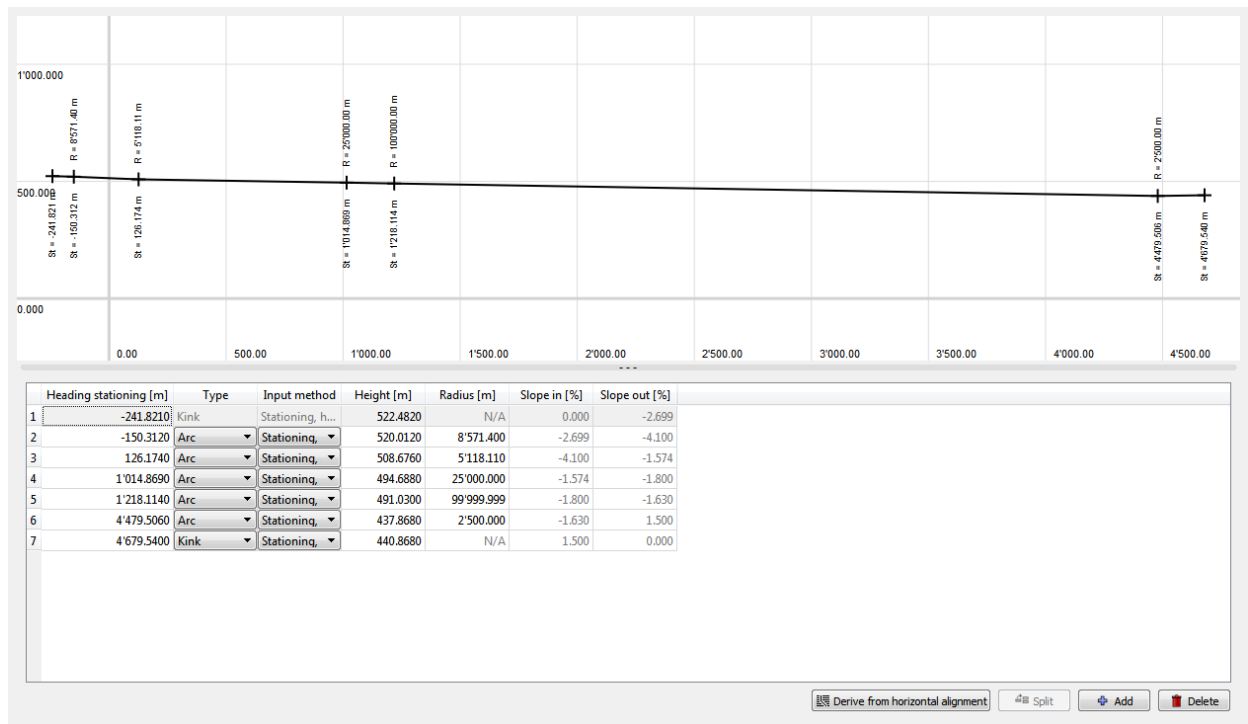 1'000.000
500.000
0.000
R = 8'571.40 m
R = 5'118.11 m
R = 25'000.00 m
R = 100'000.00 m
R = 2'500.00 m
St = -241.821 m
St = -150.312 m
St = 126.174 m
St = 1'014.869 m
St = 1'218.114 m
St = 4'479.506 m
St = 4'679.540 m
0.00 500.00 1'000.00 1'500.00 2'000.00 2'500.00 3'000.00 3'500.00 4'000.00 4'500.00
Heading stationing [m] Type Input method Height [m] Radius [m] Slope in [%] Slope out [%]
1 -241.8210 Kink Stationing, h... 522.4820 N/A 0.000 -2.699
2 -150.3120 Arc Stationing, 520.0120 8'571.400 -2.699 -4.100
3 126.1740 Arc Stationing, 508.6760 5'118.110 -4.100 -1.574
4 1'014.8690 Arc Stationing, 494.6880 25'000.000 -1.574 -1.800
5 1'218.1140 Arc Stationing, 491.0300 99'999.999 -1.800 -1.630
6 4'479.5060 Arc Stationing, 437.8680 2'500.000 -1.630 1.500
7 4'679.5400 Kink Stationing, 440.8680 N/A 1.500 0.000
Derive from horizontal alignment Split Add Delete